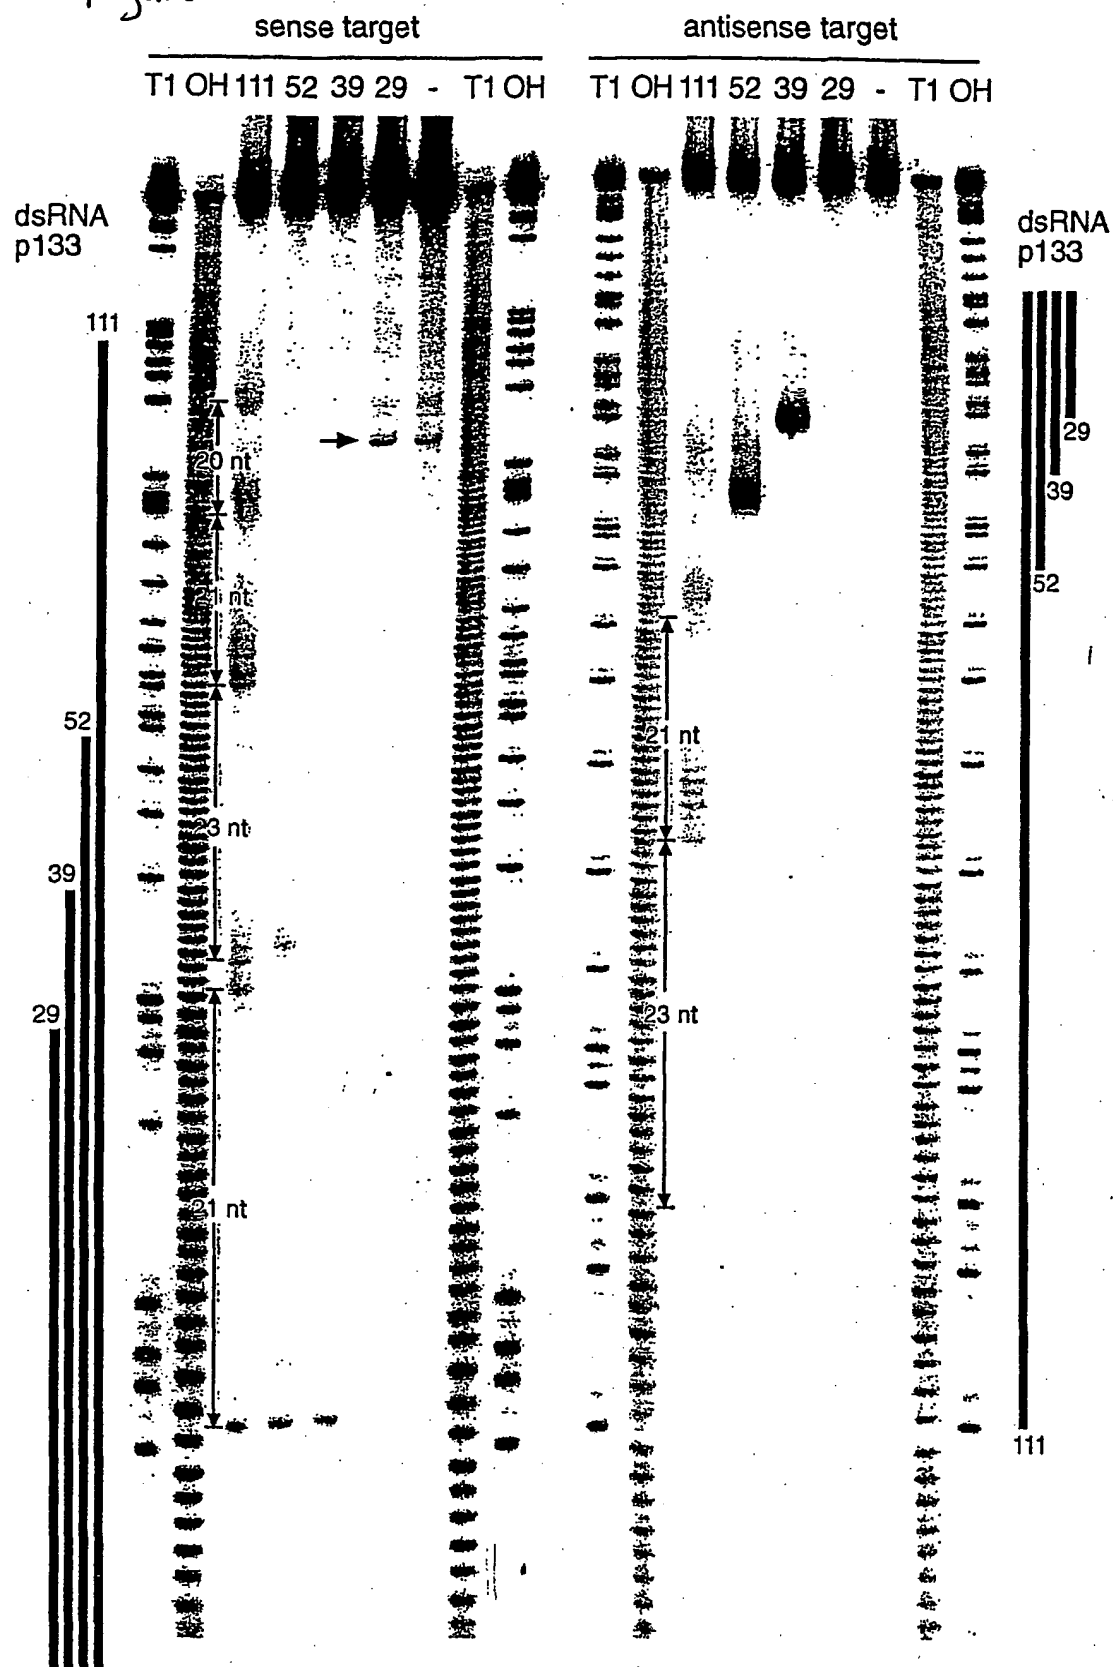 sense target
antisense target
T1 OH 111 52 39 29 - T1 OH
T1 OH 111 52 39 29 - T1 OH
dsRNA
p133
dsRNA
p133
111
20 nt
29
39
52
21 nt
52
21 nt
23 nt
39
29
23 nt
21 nt
111